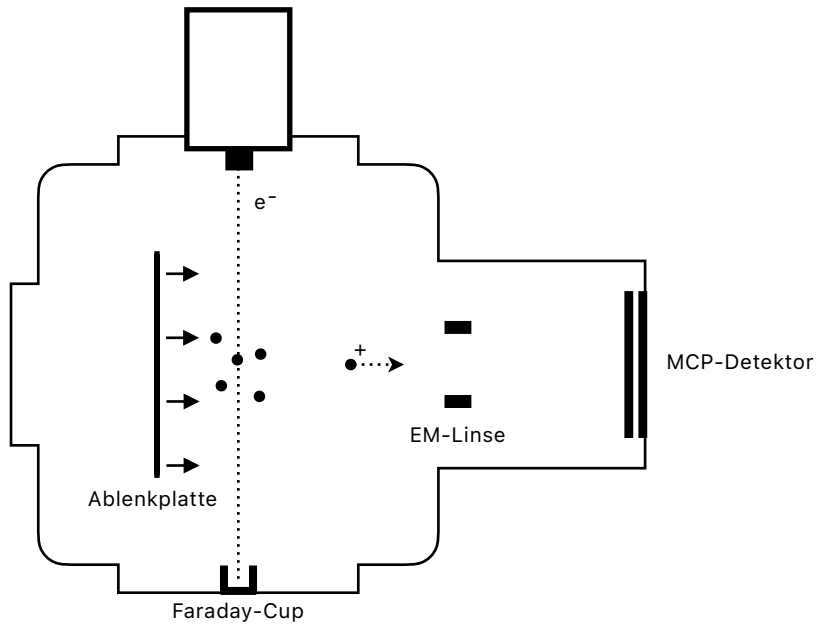 e⁻
+
MCP-Detektor
EM-Linse
Ablenkplatte
Faraday-Cup